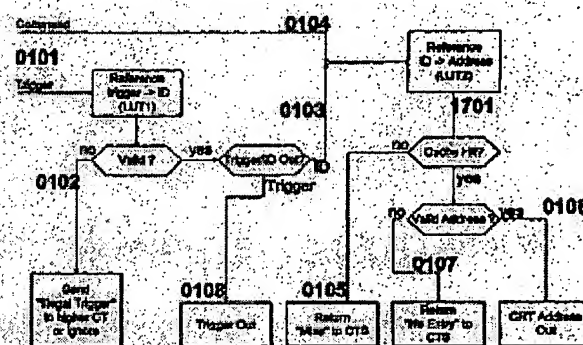 Command
0104
0101
Trigger
Reference
trigger -> ID
(LUT1)
Reference
ID -> Address
(LUT2)
0103
1701
no
Valid ?
yes
Trigger/ID Out?
ID
Trigger
no
Cache Hit?
yes
0102
no
Valid Address ?
yes
0106
0108
0105
0107
Send
"Illegal Trigger"
to higher CT
or Ignore
Trigger Out
Return
"Miss" to CTS
Return
"No Entry" to
CTS
CRT Address
Out